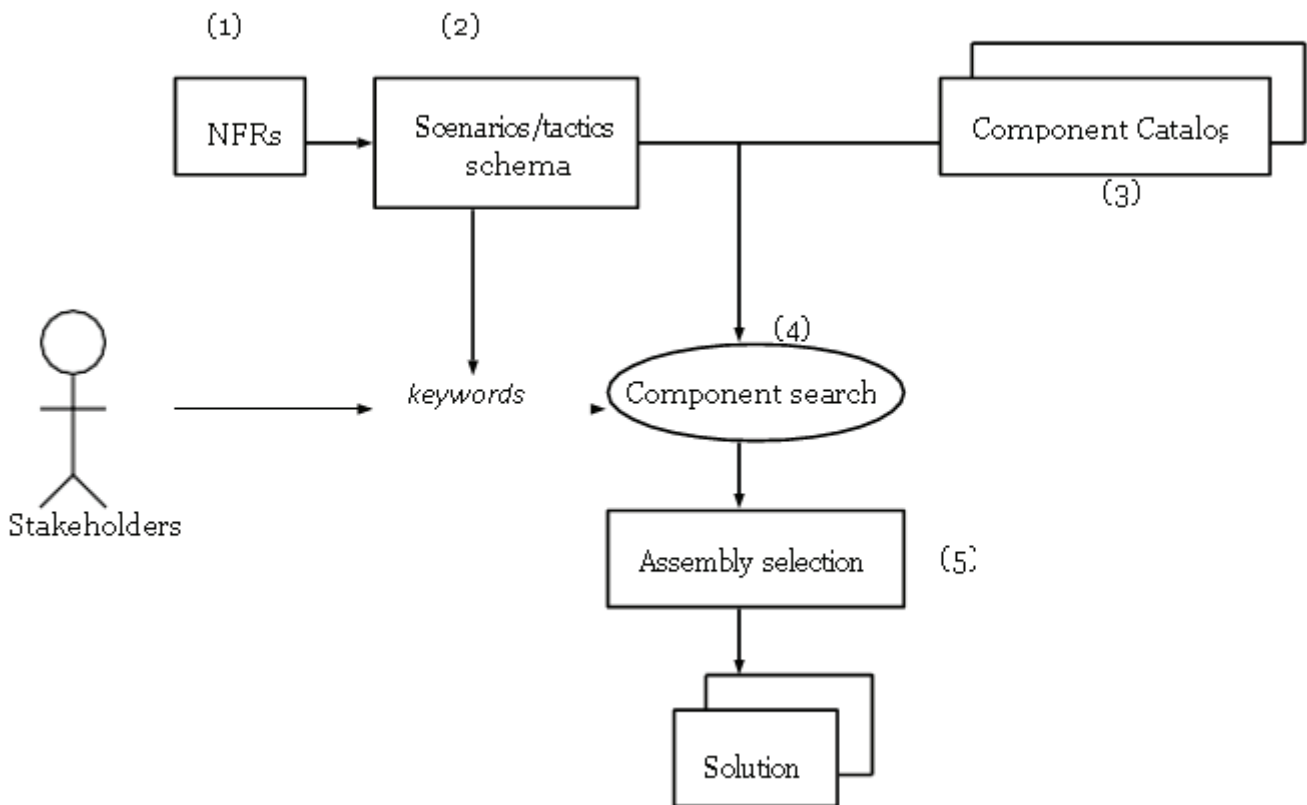 (1)
(2)
NFRs
Scenarios/tactics
schema
Component Catalog
(3)
(4)
keywords
Component search
Stakeholders
Assembly selection
(5)
Solution